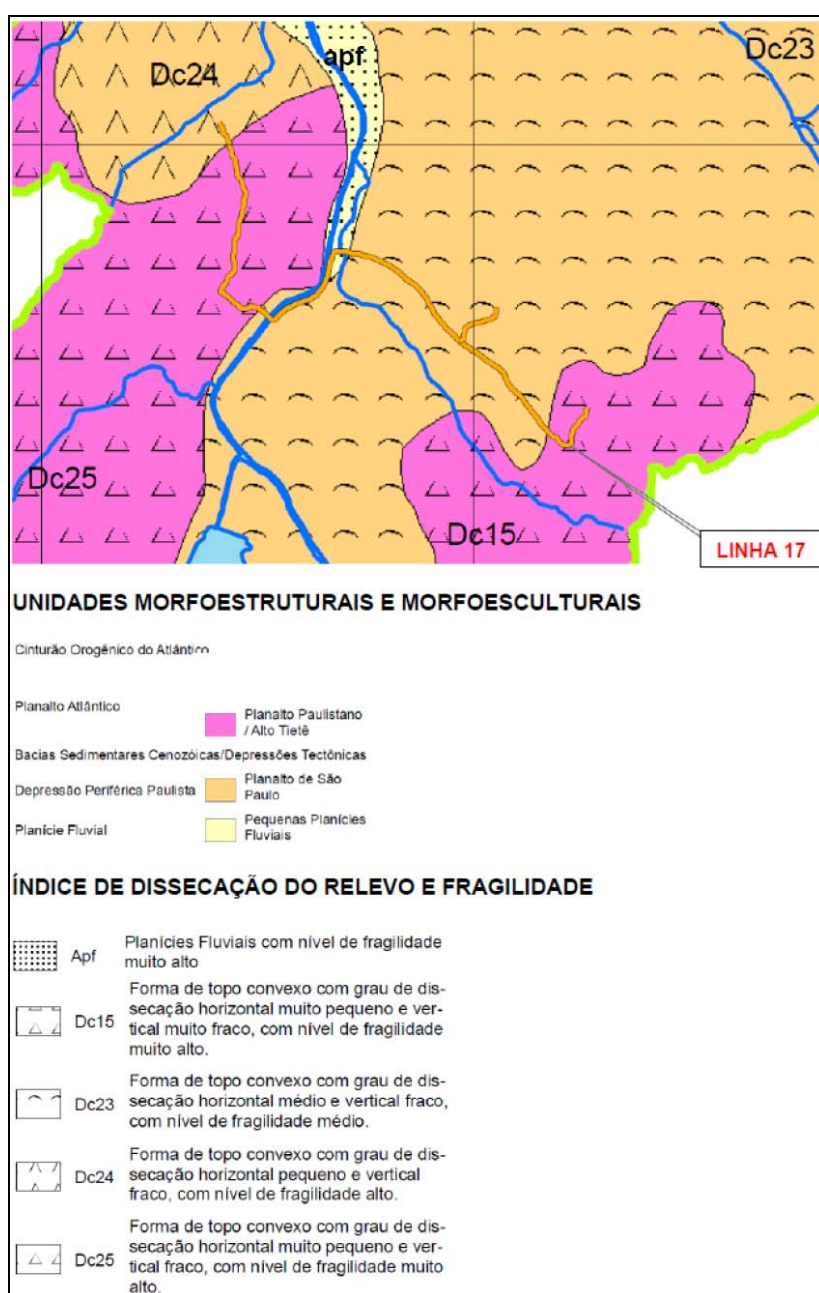 apf
Dc24
Dc23
Dc25
Dc15
LINHA 17
UNIDADES MORFOESTRUTURAIS E MORFOESCULTURAIS
Cinturão Orogênico do Atlântico
Planalto Atlântico
Planalto Paulistano
/ Alto Tietê
Bacias Sedimentares Cenozóicas/Depressões Tectônicas
Depressão Periférica Paulista
Planalto de São
Paulo
Planície Fluvial
Pequenas Planícies
Fluviais
ÍNDICE DE DISSECAÇÃO DO RELEVO E FRAGILIDADE
Apf
Planícies Fluviais com nível de fragilidade
muito alto
Dc15
Forma de topo convexo com grau de dis-
secação horizontal muito pequeno e ver-
tical muito fraco, com nível de fragilidade
muito alto.
Dc23
Forma de topo convexo com grau de dis-
secação horizontal médio e vertical fraco,
com nível de fragilidade médio.
Dc24
Forma de topo convexo com grau de dis-
secação horizontal pequeno e vertical
fraco, com nível de fragilidade alto.
Dc25
Forma de topo convexo com grau de dis-
secação horizontal muito pequeno e ver-
tical fraco, com nível de fragilidade muito
alto.